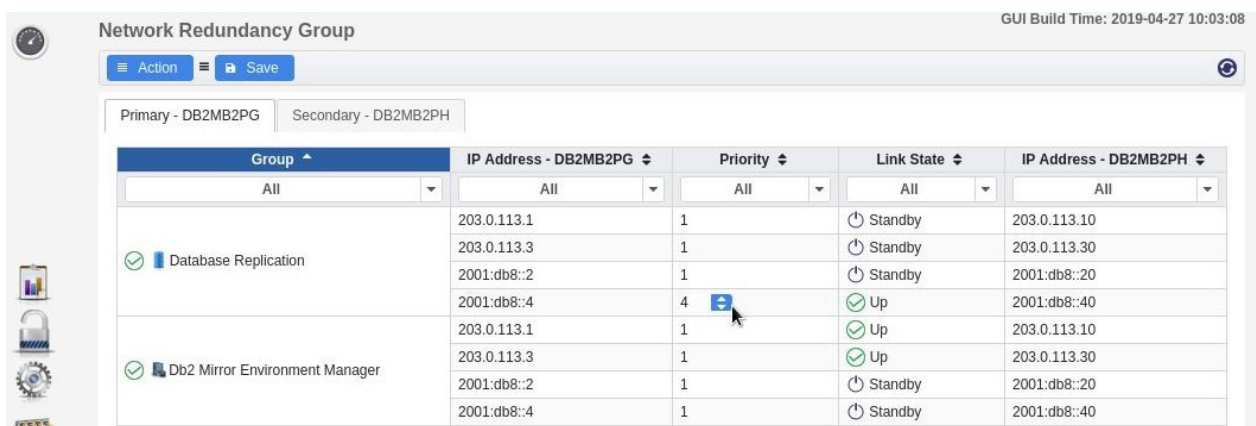 GUI Build Time: 2019-04-27 10:03:08
Network Redundancy Group
Action Save
Primary - DB2MB2PG Secondary - DB2MB2PH
Group IP Address - DB2MB2PG Priority Link State IP Address - DB2MB2PH
All All All All All
203.0.113.1 1 Standby 203.0.113.10
203.0.113.3 1 Standby 203.0.113.30
Database Replication
2001:db8::2 1 Standby 2001:db8::20
2001:db8::4 4 Up 2001:db8::40
203.0.113.1 1 Up 203.0.113.10
203.0.113.3 1 Up 203.0.113.30
Db2 Mirror Environment Manager
2001:db8::2 1 Standby 2001:db8::20
2001:db8::4 1 Standby 2001:db8::40